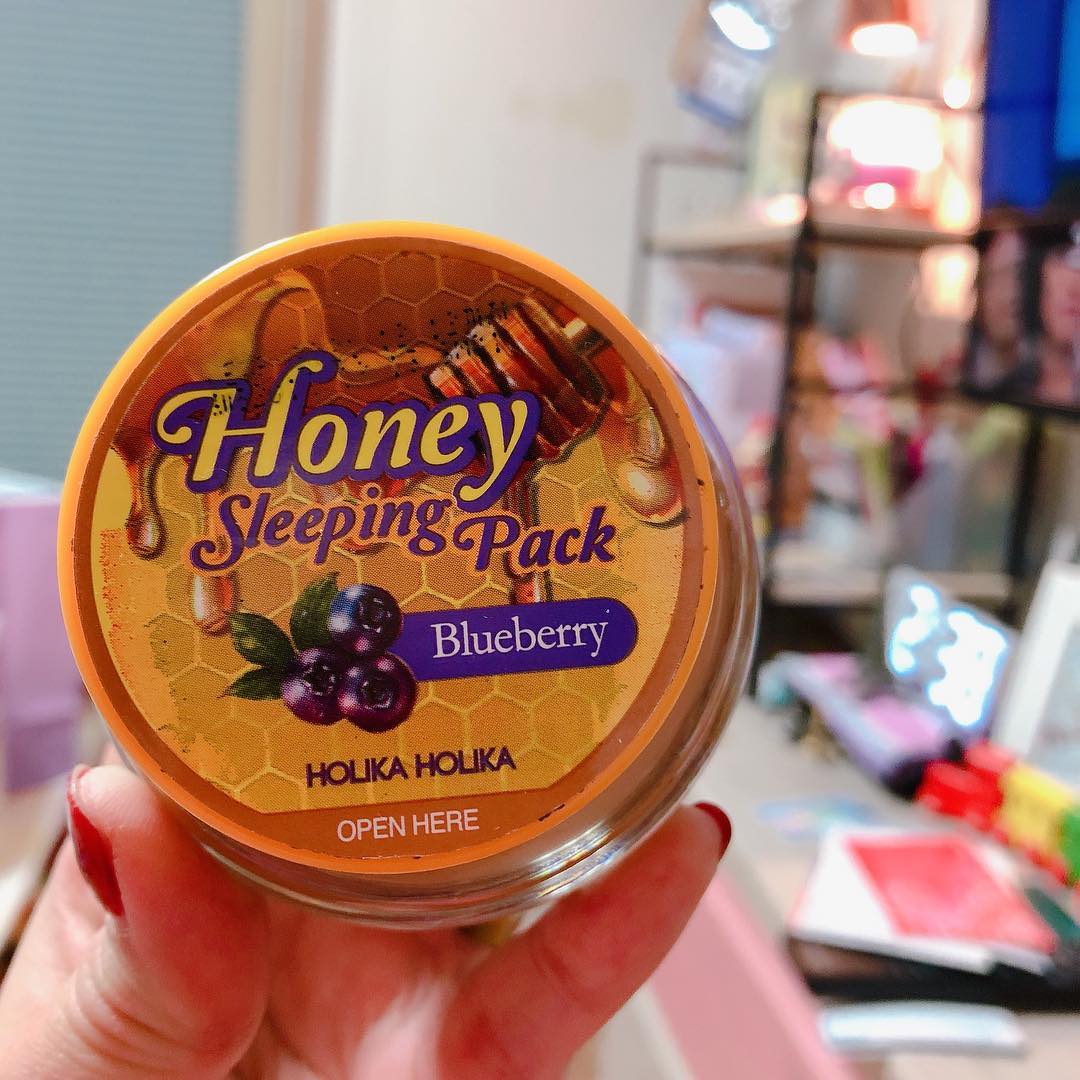 Honey
Sleeping Pack
Blueberry
HOLIKA HOLIKA
OPEN HERE